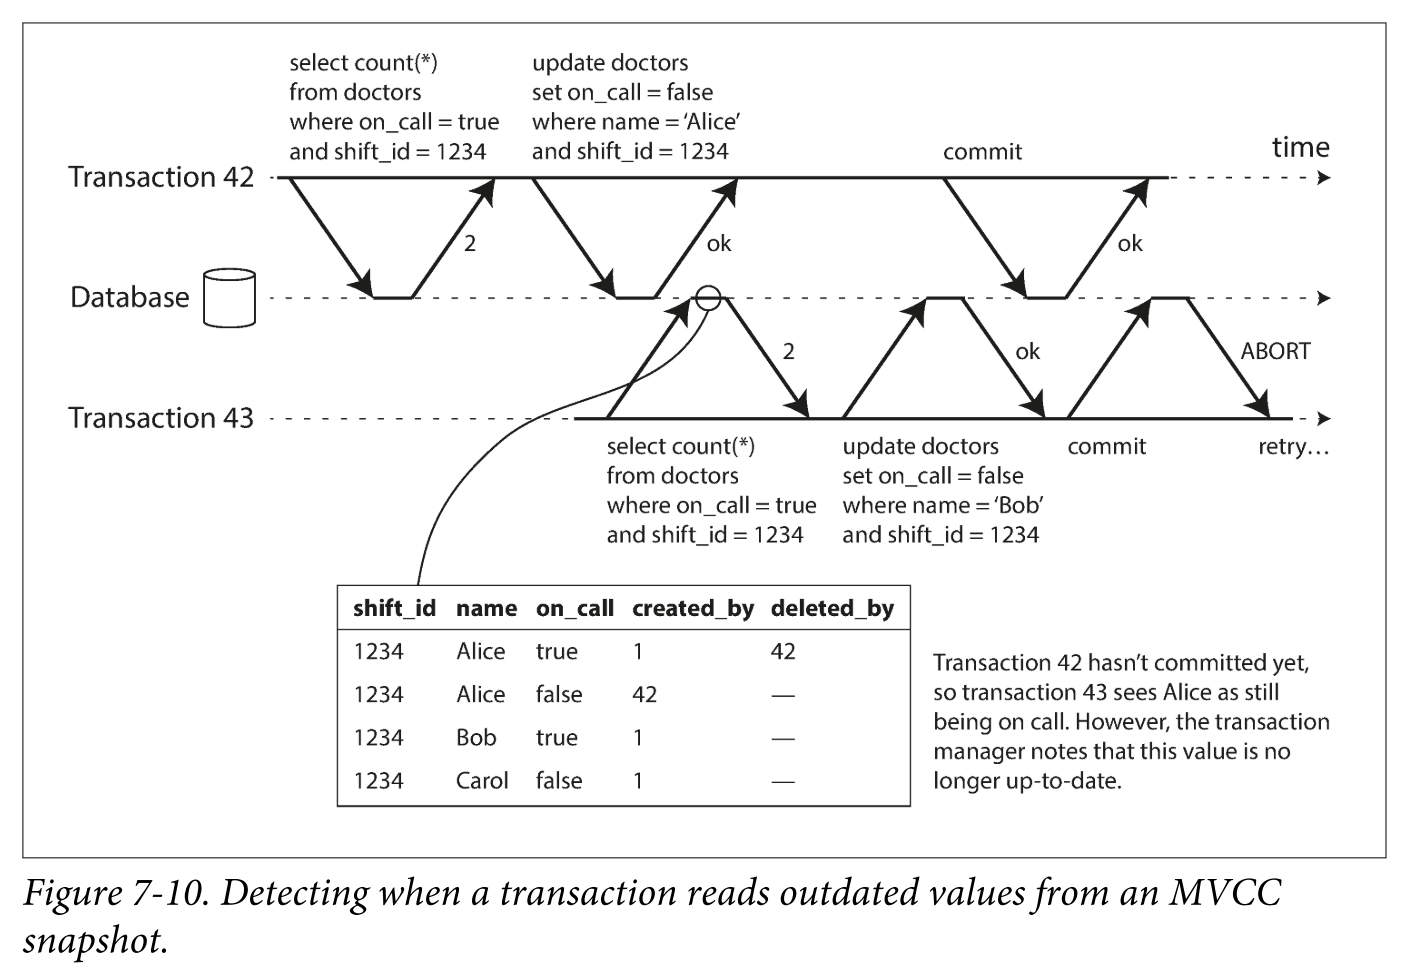 select count(*)
from doctors
where on_call = true
and shift_id = 1234
update doctors
set on_call = false
where name = ‘Alice’
and shift_id = 1234
commit
time
Transaction 42
2
ok
ok
Database
2
ok
ABORT
Transaction 43
select count(*)
from doctors
where on_call = true
and shift_id = 1234
update doctors
set on_call = false
where name = ‘Bob’
and shift_id = 1234
commit
retry…
shift_id name on_call created_by deleted_by
1234 Alice true 1 42
1234 Alice false 42 —
1234 Bob true 1 —
1234 Carol false 1 —
Transaction 42 hasn’t committed yet,
so transaction 43 sees Alice as still
being on call. However, the transaction
manager notes that this value is no
longer up-to-date.
Figure 7-10. Detecting when a transaction reads outdated values from an MVCC
snapshot.